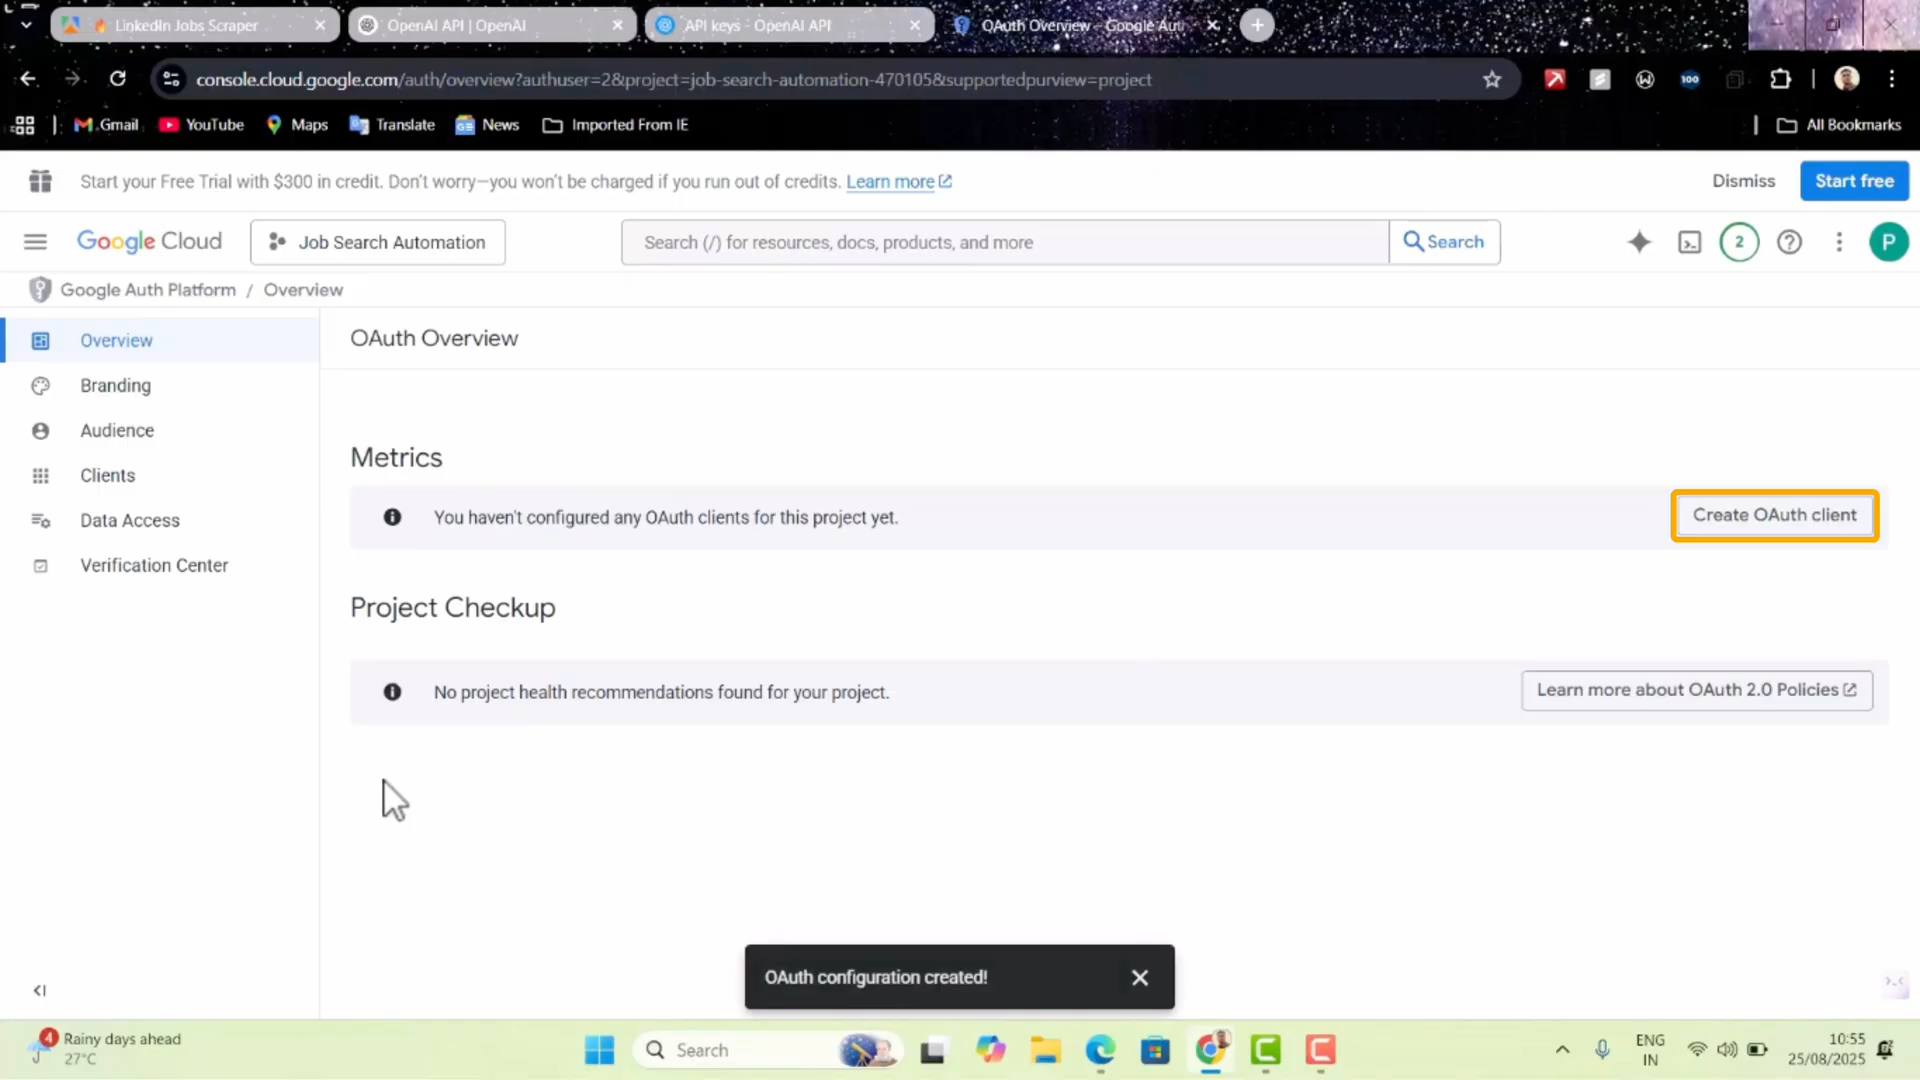 LinkedIn Jobs Scraper
OpenAI API | OpenAI
API keys - OpenAI API
OAuth Overview – Google Aut
console.cloud.google.com/auth/overview?authuser=2&project=job-search-automation-470105&supportedpurview=project
100
Gmail
YouTube
Maps
Translate
News
Imported From IE
All Bookmarks
Start your Free Trial with $300 in credit. Don't worry—you won't be charged if you run out of credits. Learn more
Dismiss
Start free
Google Cloud
Job Search Automation
Search (/) for resources, docs, products, and more
Search
2
P
Google Auth Platform / Overview
Overview
Branding
Audience
Clients
Data Access
Verification Center
OAuth Overview
Metrics
You haven't configured any OAuth clients for this project yet.
Create OAuth client
Project Checkup
No project health recommendations found for your project.
Learn more about OAuth 2.0 Policies
OAuth configuration created!
4
Rainy days ahead
27°C
Search
ENG
IN
10:55
25/08/2025